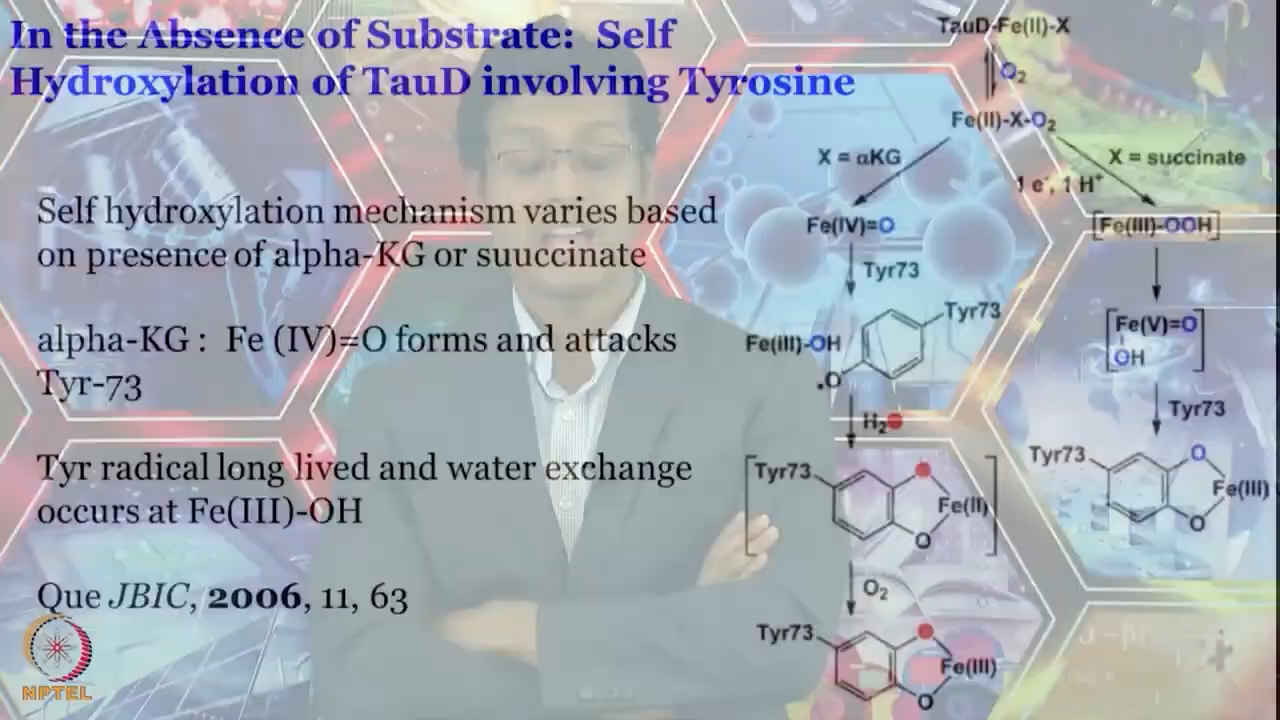 In the Absence of Substrate: Self
Hydroxylation of TauD involving Tyrosine
Self hydroxylation mechanism varies based
on presence of alpha-KG or suuccinate
alpha-KG : Fe (IV)=O forms and attacks
Tyr-73
Tyr radical long lived and water exchange
occurs at Fe(III)-OH
Que JBIC, 2006, 11, 63
NPTEL
TauD-Fe(II)-X
O₂
Fe(II)-X-O₂
X = αKG
X = succinate
1 e⁻, 1 H⁺
Fe(IV)=O
[Fe(III)-OOH]
Tyr73
Tyr73
Fe(III)-OH
.O
Fe(V)=O
OH
H₂
Tyr73
Tyr73
Fe(II)
O
Tyr73
O
Fe(III)
O
O₂
Tyr73
Fe(III)
O